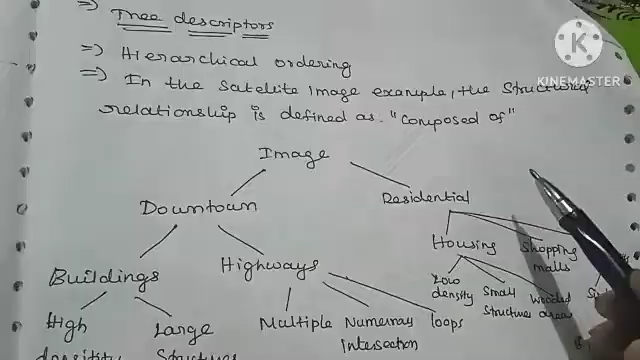 ⇒ Tree descriptors
⇒ Hierarchical ordering
⇒ In the Satelite Image example, the Structural
relationship is defined as "composed of"
Image
Downtown
Residential
Buildings
Highways
Housing
Shopping
malls
High
Large
Structures
Multiple
Numerous
intersection
loops
Low
density
Small
Structures
Wooded
areas
K
KINEMASTER